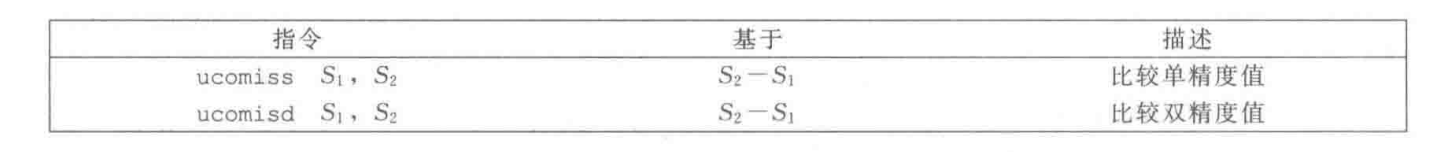 指令 基于 描述
ucomiss S₁, S₂ S₂－S₁ 比较单精度值
ucomisd S₁, S₂ S₂－S₁ 比较双精度值